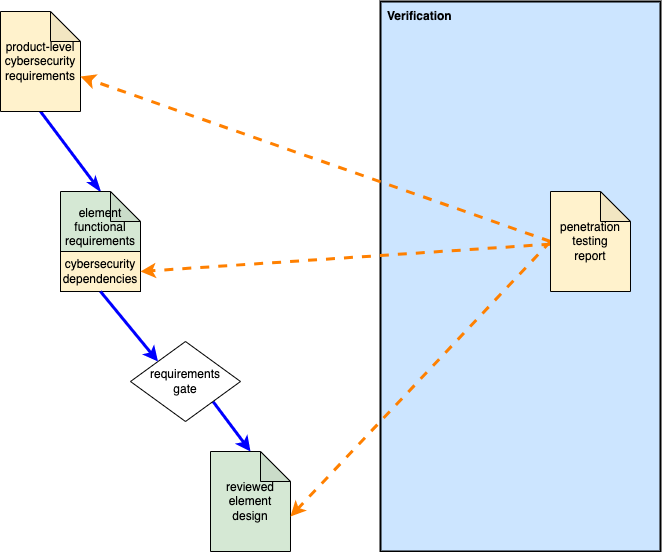 Verification
product-level
cybersecurity
requirements
element
functional
requirements
cybersecurity
dependencies
penetration
testing
report
requirements
gate
reviewed
element
design